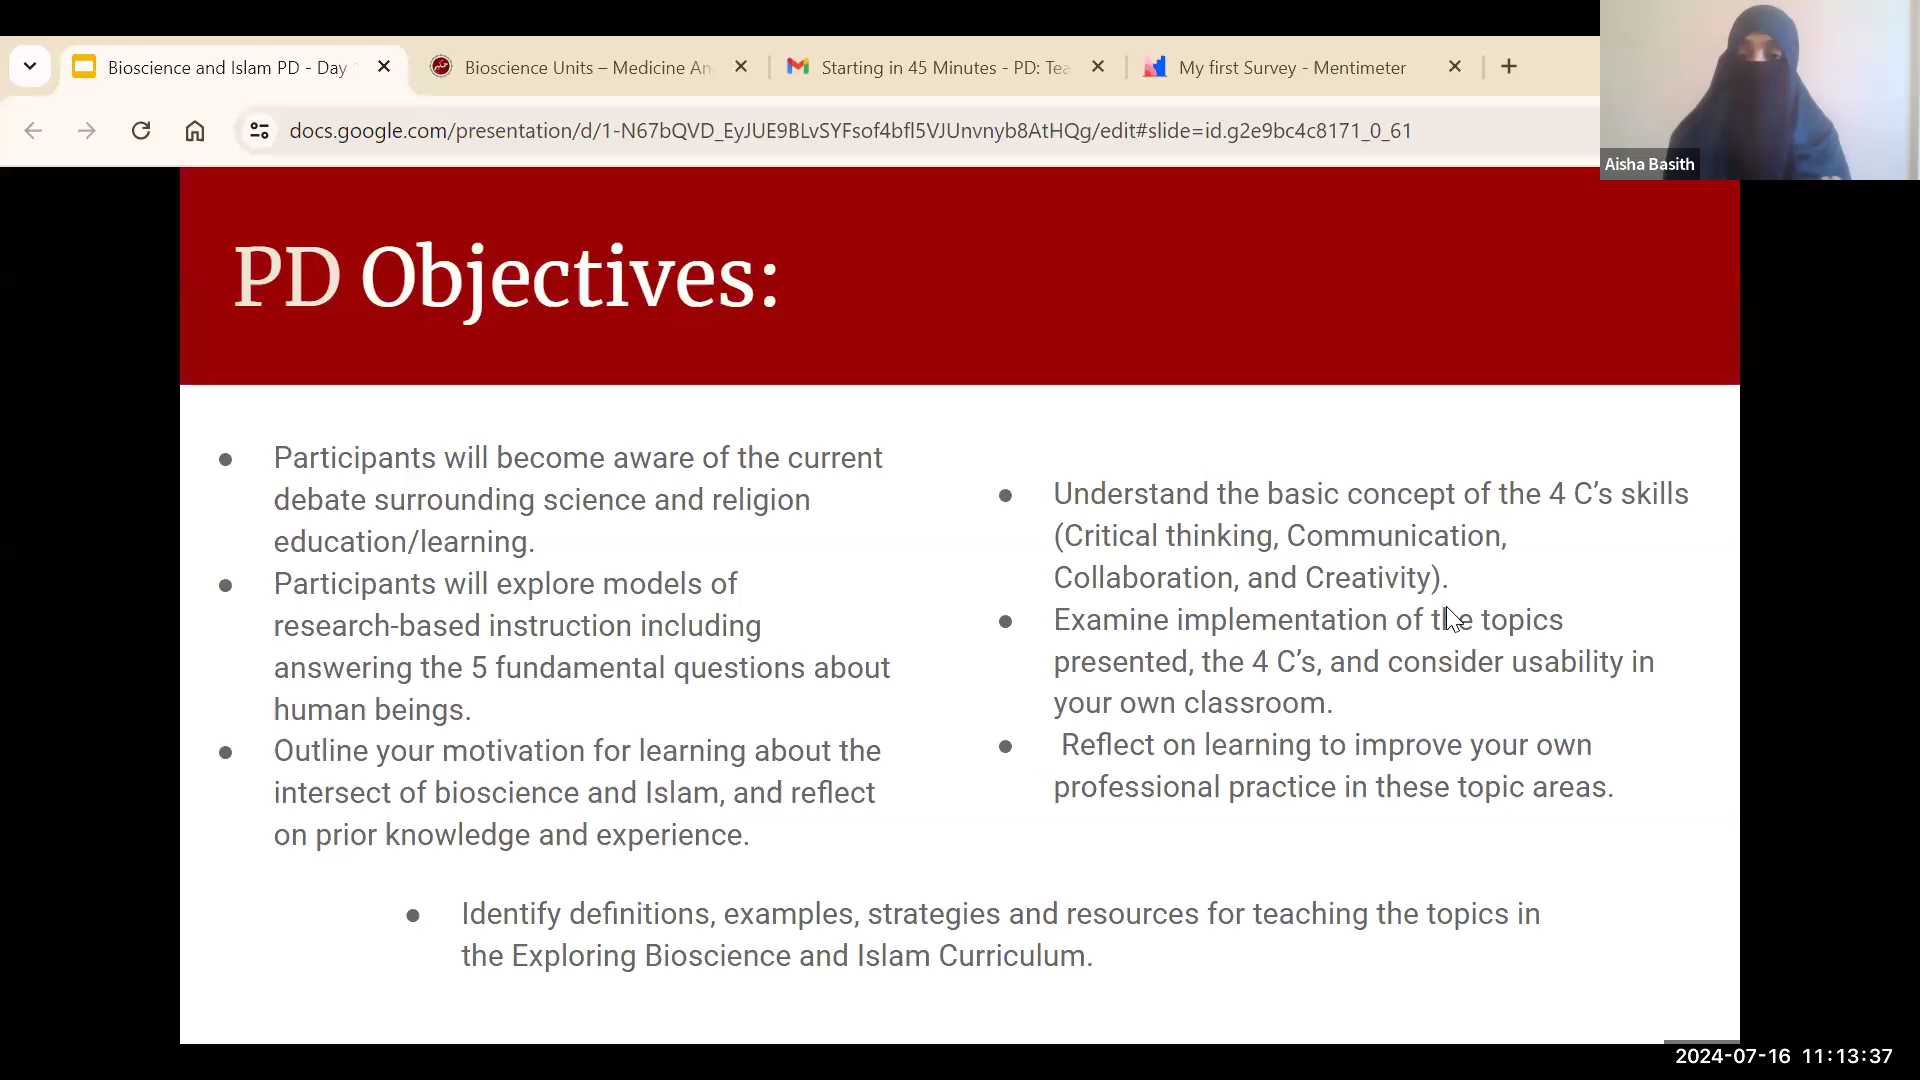 Bioscience and Islam PD - Day
Bioscience Units – Medicine An
Starting in 45 Minutes - PD: Tea
My first Survey - Mentimeter
docs.google.com/presentation/d/1-N67bQVD_EyJUE9BLvSYFsof4bfl5VJUnvnyb8AtHQg/edit#slide=id.g2e9bc4c8171_0_61
Aisha Basith
PD Objectives:
● Participants will become aware of the current
debate surrounding science and religion
education/learning.
● Participants will explore models of
research-based instruction including
answering the 5 fundamental questions about
human beings.
● Outline your motivation for learning about the
intersect of bioscience and Islam, and reflect
on prior knowledge and experience.
● Understand the basic concept of the 4 C’s skills
(Critical thinking, Communication,
Collaboration, and Creativity).
● Examine implementation of the topics
presented, the 4 C’s, and consider usability in
your own classroom.
● Reflect on learning to improve your own
professional practice in these topic areas.
● Identify definitions, examples, strategies and resources for teaching the topics in
the Exploring Bioscience and Islam Curriculum.
2024-07-16 11:13:37